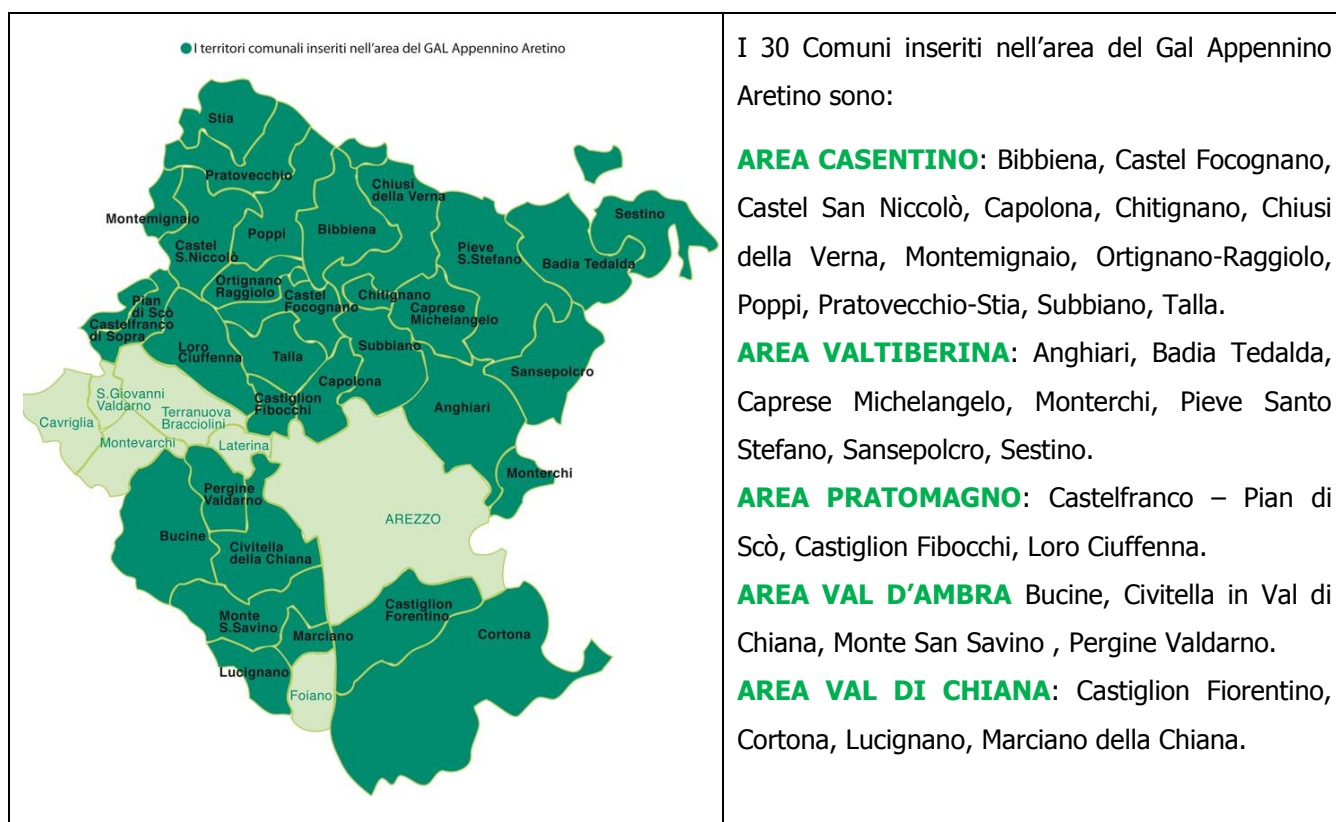 I territori comunali inseriti nell'area del GAL Appennino Aretino
Stia
Pratovecchio
Chiusi
della Verna
Montemignaio
Poppi
Bibbiena
Sestino
Castel
S.Niccolò
Pieve
S.Stefano
Badia Tedalda
Ortignano
Raggiolo
Castel
Focognano
Chitignano
Caprese
Michelangelo
Pian
di Scò
Castelfranco
di Sopra
Loro
Ciuffenna
Talla
Subbiano
Sansepolcro
Capolona
Castiglion
Fibocchi
Anghiari
S.Giovanni
Valdarno
Cavriglia
Terranuova
Bracciolini
Montevarchi
Laterina
Monterchi
Pergine
Valdarno
AREZZO
Bucine
Civitella
della Chiana
Castiglion
Forentino
Monte
S.Savino
Marciano
Cortona
Lucignano
Foiano
I 30 Comuni inseriti nell'area del Gal Appennino
Aretino sono:
AREA CASENTINO: Bibbiena, Castel Focognano,
Castel San Niccolò, Capolona, Chitignano, Chiusi
della Verna, Montemignaio, Ortignano-Raggiolo,
Poppi, Pratovecchio-Stia, Subbiano, Talla.
AREA VALTIBERINA: Anghiari, Badia Tedalda,
Caprese Michelangelo, Monterchi, Pieve Santo
Stefano, Sansepolcro, Sestino.
AREA PRATOMAGNO: Castelfranco – Pian di
Scò, Castiglion Fibocchi, Loro Ciuffenna.
AREA VAL D'AMBRA Bucine, Civitella in Val di
Chiana, Monte San Savino , Pergine Valdarno.
AREA VAL DI CHIANA: Castiglion Fiorentino,
Cortona, Lucignano, Marciano della Chiana.